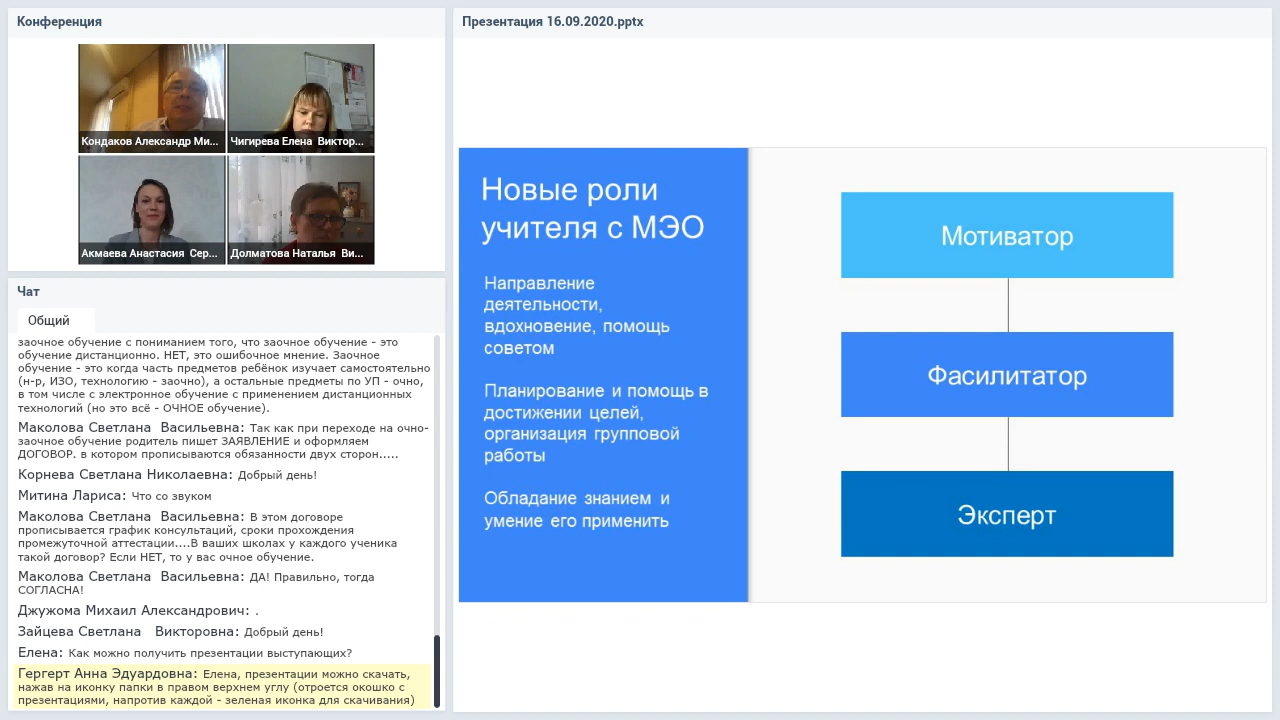 Конференция
Кондаков Александр Ми...
Чигирева Елена Виктор...
Акмаева Анастасия Сер...
Долматова Наталья Ви...
Чат
Общий
заочное обучение с пониманием того, что заочное обучение - это
обучение дистанционно. НЕТ, это ошибочное мнение. Заочное
обучение - это когда часть предметов ребёнок изучает самостоятельно
(н-р, ИЗО, технологию - заочно), а остальные предметы по УП - очно,
в том числе с электронное обучение с применением дистанционных
технологий (но это всё - ОЧНОЕ обучение).
Маколова Светлана Васильевна: Так как при переходе на очно-
заочное обучение родитель пишет ЗАЯВЛЕНИЕ и оформляем
ДОГОВОР. в котором прописываются обязанности двух сторон.....
Корнева Светлана Николаевна: Добрый день!
Митина Лариса: Что со звуком
Маколова Светлана Васильевна: В этом договоре
прописывается график консультаций, сроки прохождения
промежуточной аттестации....В ваших школах у каждого ученика
такой договор? Если НЕТ, то у вас очное обучение.
Маколова Светлана Васильевна: ДА! Правильно, тогда
СОГЛАСНА!
Джужома Михаил Александрович: .
Зайцева Светлана Викторовна: Добрый день!
Елена: Как можно получить презентации выступающих?
Гергерт Анна Эдуардовна: Елена, презентации можно скачать,
нажав на иконку папки в правом верхнем углу (отроется окошко с
презентациями, напротив каждой - зеленая иконка для скачивания)
Презентация 16.09.2020.pptx
Новые роли
учителя с МЭО
Направление
деятельности,
вдохновение, помощь
советом
Планирование и помощь в
достижении целей,
организация групповой
работы
Обладание знанием и
умение его применить
Мотиватор
Фасилитатор
Эксперт